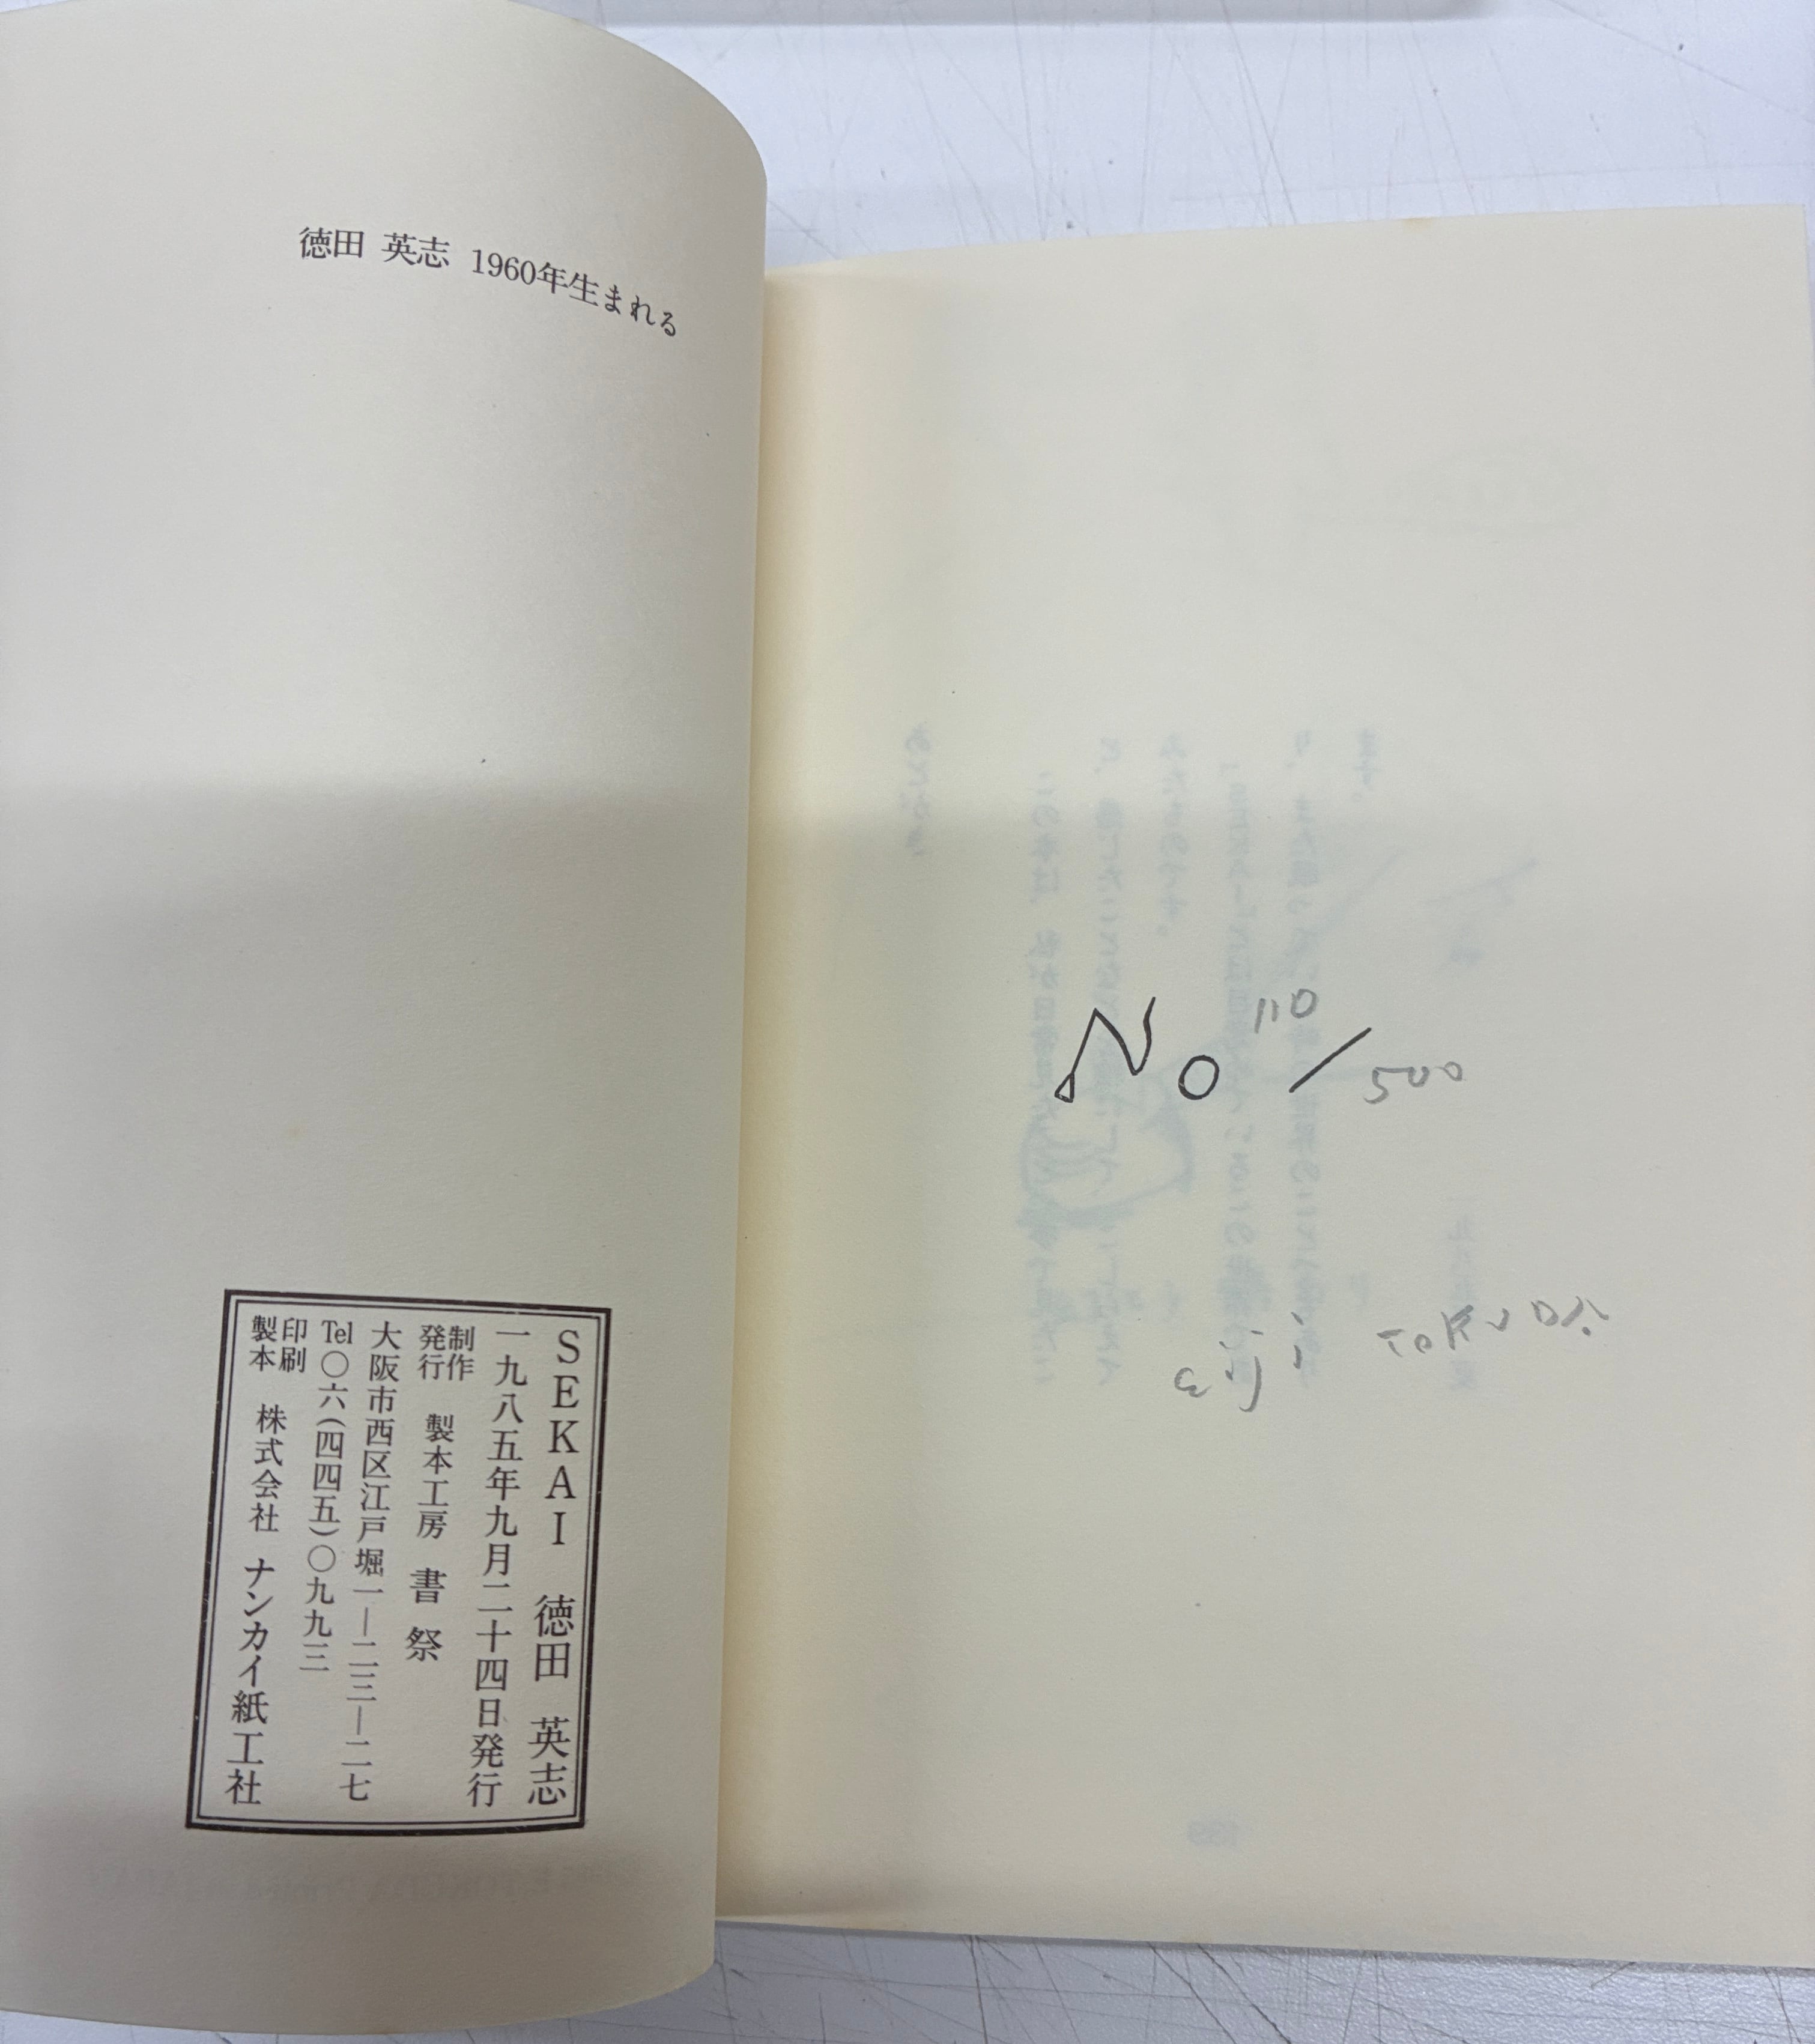 徳田 英志 1960年生まれる
SEKAI 徳田 英志
一九八五年九月二十四日発行
制作
発行 製本工房 書祭
大阪市西区江戸堀一―二三―二七
Tel〇六(四四五)〇九九三
印刷
製本 株式会社 ナンカイ紙工社
No 110/500
Eiji TOKUDA